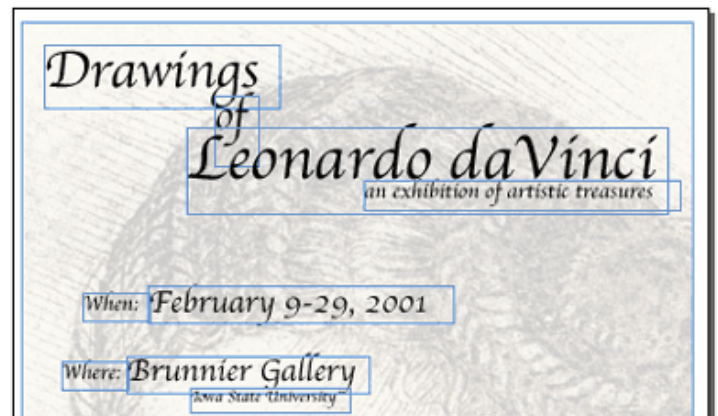 Drawings
of
Leonardo daVinci
an exhibition of artistic treasures
When: February 9-29, 2001
Where: Brunnier Gallery
Iowa State University